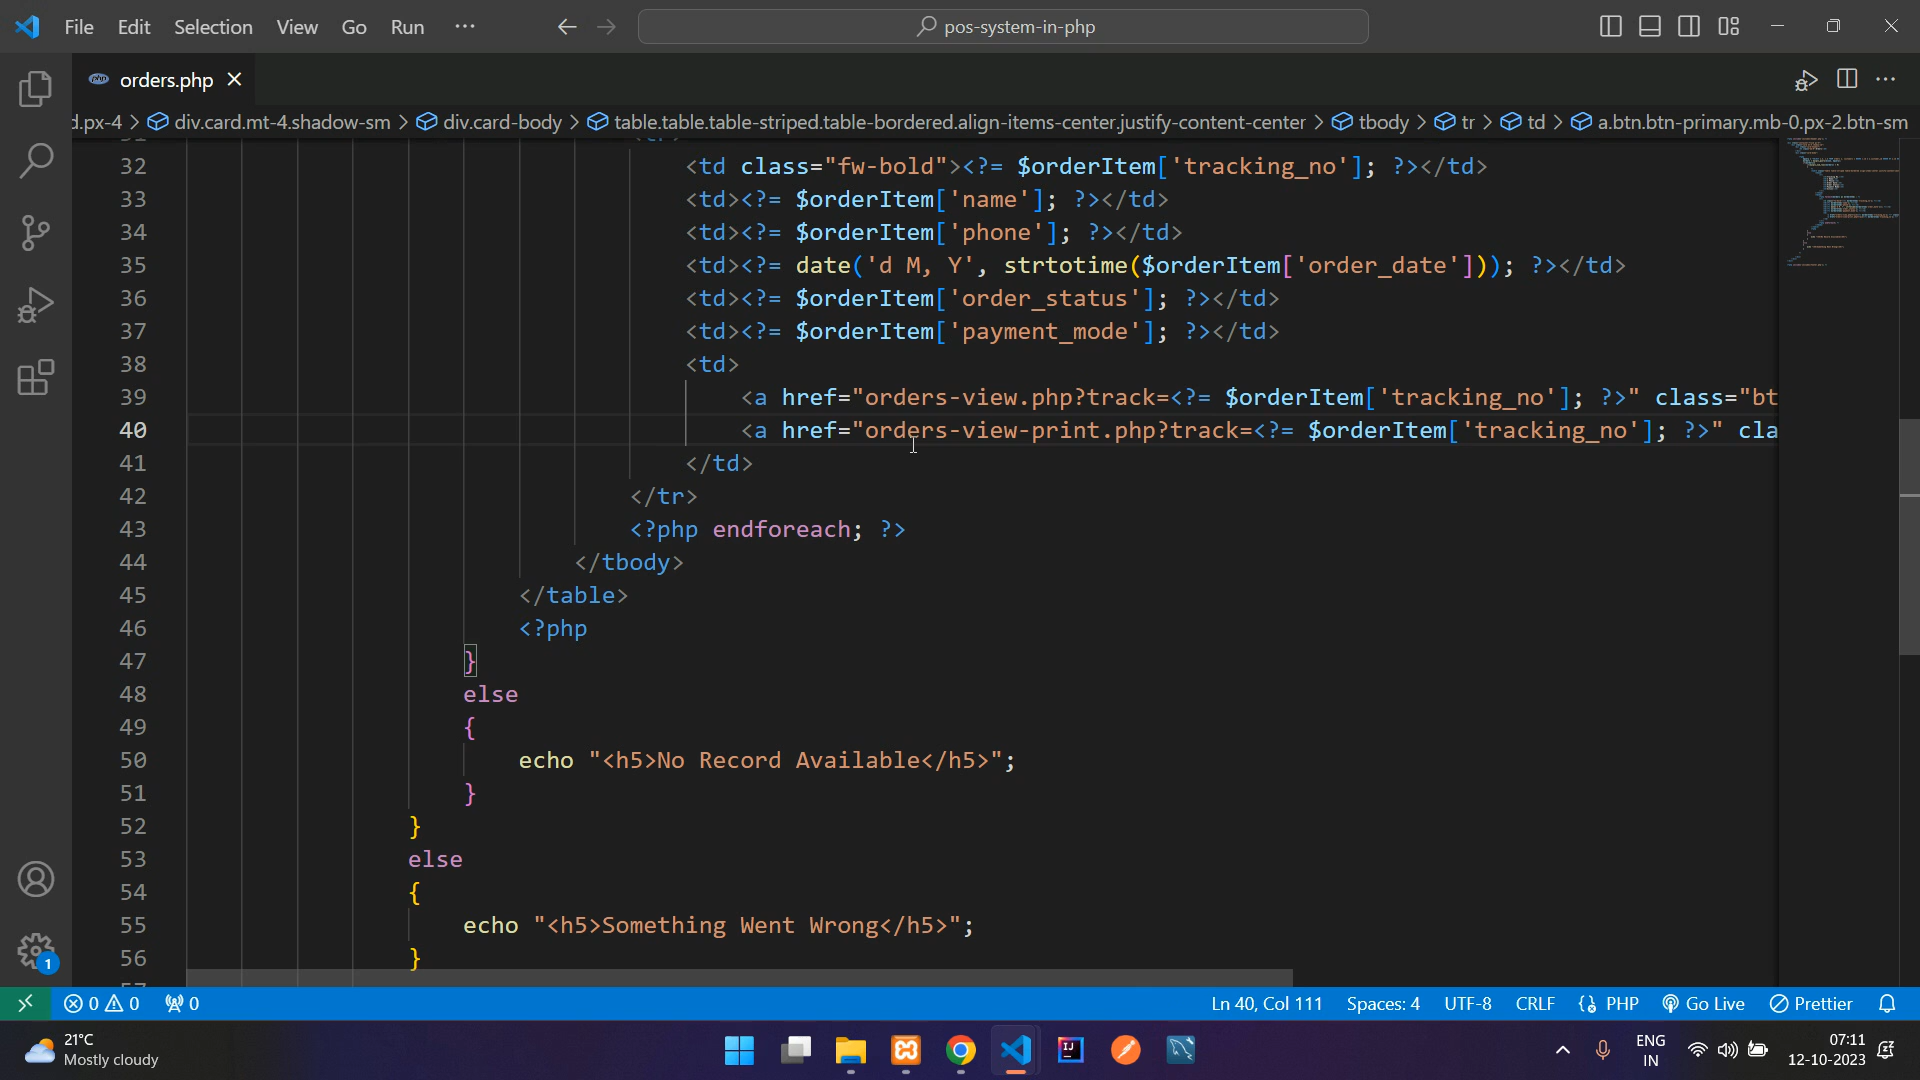 File Edit Selection View Go Run ··· pos-system-in-php
php orders.php
d.px-4 > div.card.mt-4.shadow-sm > div.card-body > table.table.table-striped.table-bordered.align-items-center.justify-content-center > tbody > tr > td > a.btn.btn-primary.mb-0.px-2.btn-sm
32 <td class="fw-bold"><?= $orderItem['tracking_no']; ?></td>
33 <td><?= $orderItem['name']; ?></td>
34 <td><?= $orderItem['phone']; ?></td>
35 <td><?= date('d M, Y', strtotime($orderItem['order_date'])); ?></td>
36 <td><?= $orderItem['order_status']; ?></td>
37 <td><?= $orderItem['payment_mode']; ?></td>
38 <td>
39 <a href="orders-view.php?track=<?= $orderItem['tracking_no']; ?>" class="bt
40 <a href="orders-view-print.php?track=<?= $orderItem['tracking_no']; ?>" cla
41 </td>
42 </tr>
43 <?php endforeach; ?>
44 </tbody>
45 </table>
46 <?php
47 }
48 else
49 {
50 echo "<h5>No Record Available</h5>";
51 }
52 }
53 else
54 {
55 echo "<h5>Something Went Wrong</h5>";
56 }
1
0 0 0 Ln 40, Col 111 Spaces: 4 UTF-8 CRLF PHP Go Live Prettier
21°C
Mostly cloudy
ENG
IN
07:11
12-10-2023